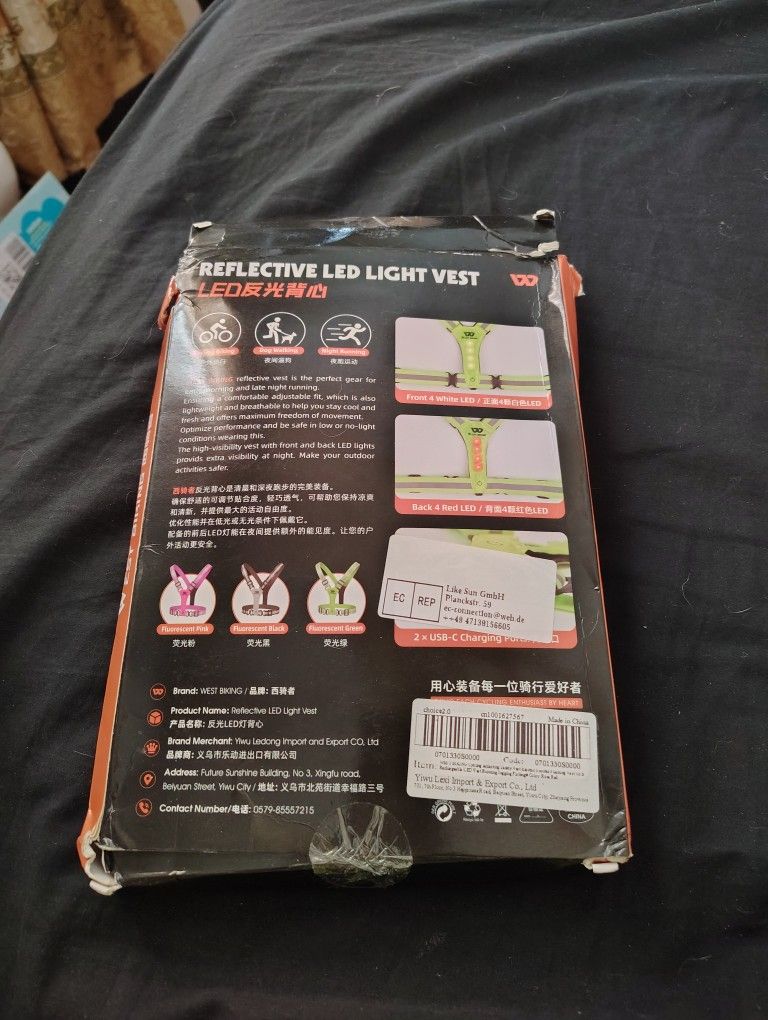 REFLECTIVE LED LIGHT VEST
LED反光背心
Biking
Dog Walking
夜间遛狗
Night Running
夜跑运动
reflective vest is the perfect gear for
early morning and late night running.
Ensuring a comfortable adjustable fit, which is also
lightweight and breathable to help you stay cool and
fresh and offers maximum freedom of movement.
Optimize performance and be safe in low or no-light
conditions wearing this.
The high-visibility vest with front and back LED lights
provids extra visibility at night. Make your outdoor
activities safer.
西骑者反光背心是清晨和深夜跑步的完美装备。
确保舒适的可调节贴合度，轻巧透气，可帮助您保持凉爽
和清新，并提供最大的活动自由度。
优化性能并在低光或无光条件下佩戴它。
配备的前后LED灯能在夜间提供额外的能见度。让您的户
外活动更安全。
Fluorescent Pink
荧光粉
Fluorescent Black
荧光黑
Fluorescent Green
荧光绿
Front 4 White LED / 正面4颗白色LED
Back 4 Red LED / 背面4颗红色LED
EC REP
Like Sun GmbH
Planckstr. 59
ec-connection@web.de
2 × USB-C Charging
口
Brand: WEST BIKING / 品牌: 西骑者
Product Name: Reflective LED Light Vest
产品名称: 反光LED灯背心
Brand Merchant: Yiwu Ledong Import and Export CO, Ltd
品牌商: 义乌市乐动进出口有限公司
Address: Future Sunshine Building, No 3, Xingfu road,
Beiyuan Street, Yiwu City / 地址: 义乌市北苑街道幸福路三号
Contact Number/电话: 0579-85557215
用心装备每一位骑行爱好者
CYCLING ENTHUSIAST BY HEART
choice2.0
cn1001627567
Made in China
0701330S0000
Code:
0701330S0000
Item:
Yiwu Lexi Import & Export Co., Ltd
CHINA